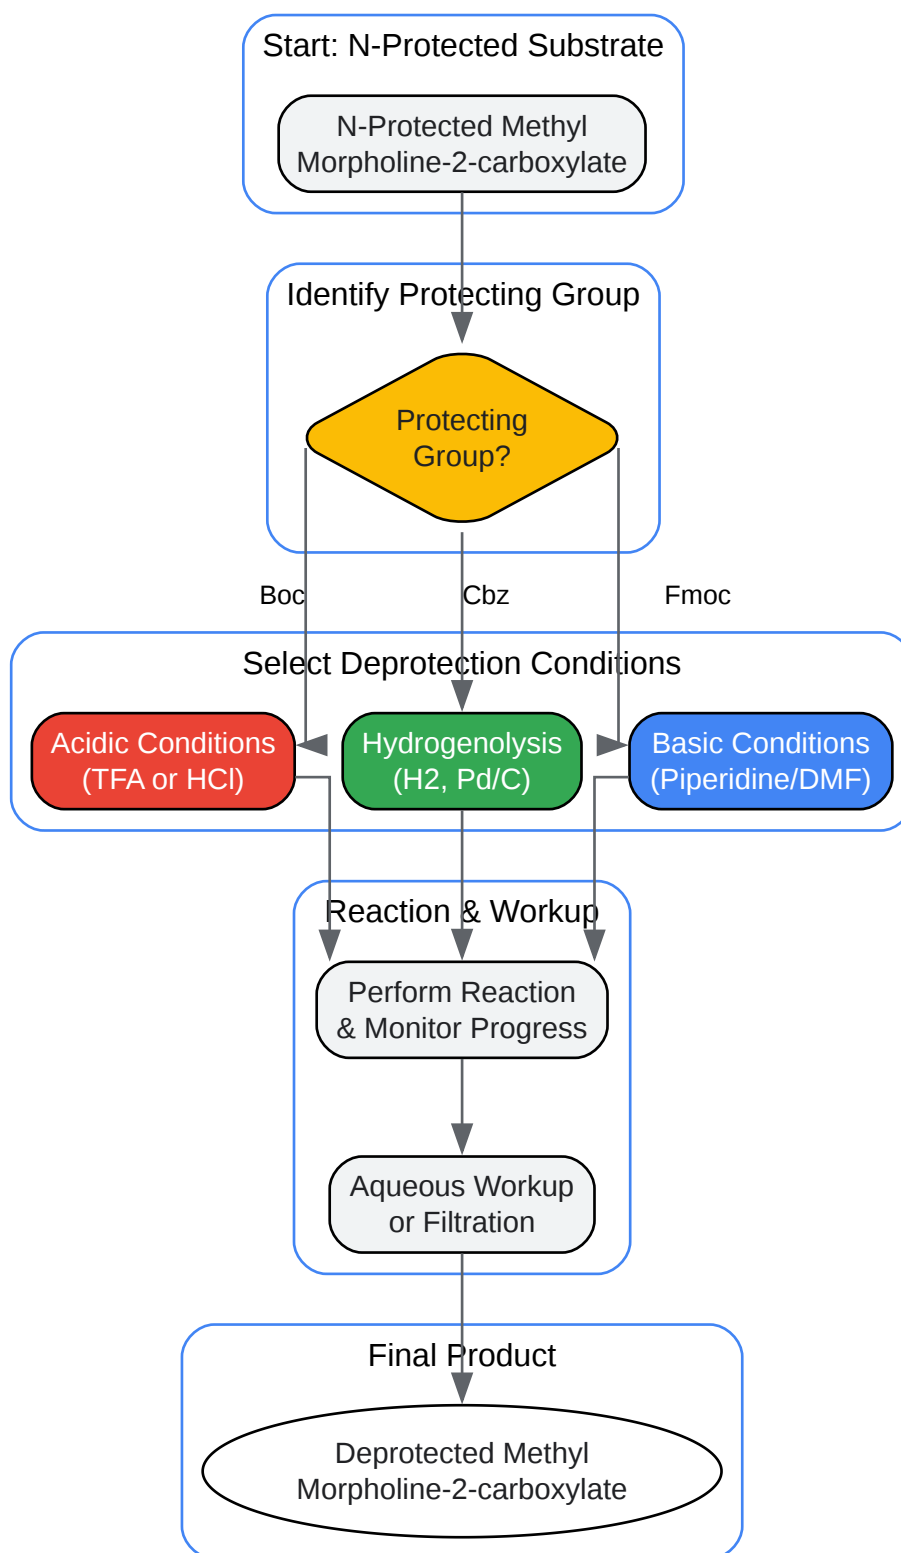 Start: N-Protected Substrate
N-Protected Methyl
Morpholine-2-carboxylate
Identify Protecting Group
Protecting
Group?
Boc
Cbz
Fmoc
Select Deprotection Conditions
Acidic Conditions
(TFA or HCl)
Hydrogenolysis
(H2, Pd/C)
Basic Conditions
(Piperidine/DMF)
Reaction & Workup
Perform Reaction
& Monitor Progress
Aqueous Workup
or Filtration
Final Product
Deprotected Methyl
Morpholine-2-carboxylate